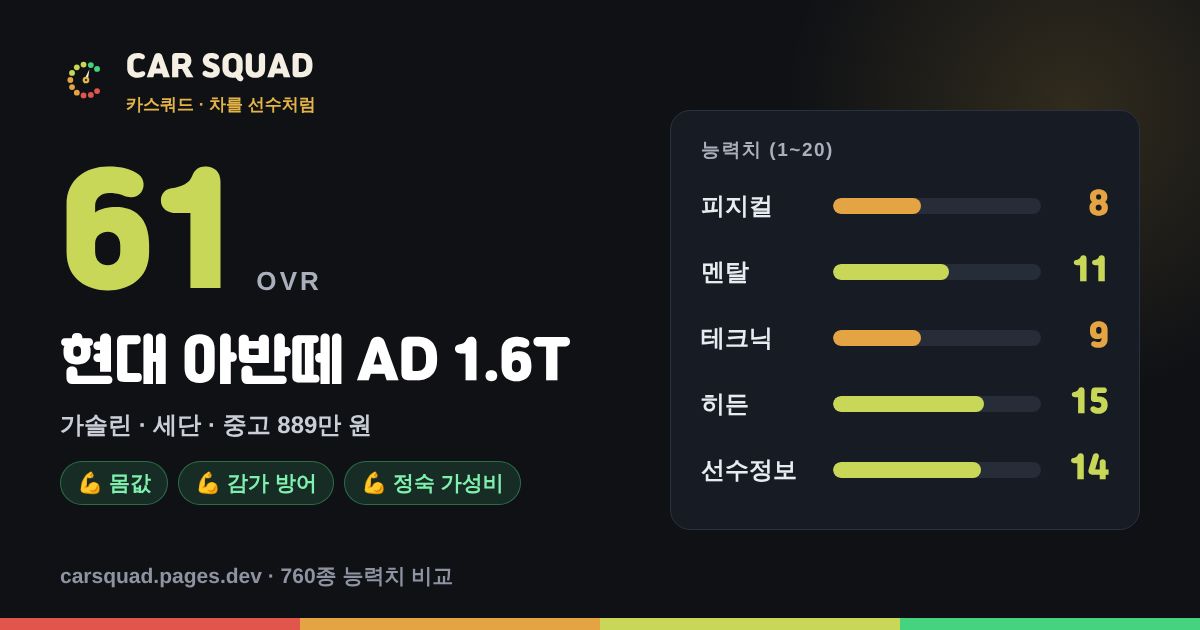 CAR SQUAD
카스쿼드 · 차를 선수처럼
61 OVR
현대 아반떼 AD 1.6T
가솔린 · 세단 · 중고 889만 원
💪 몸값 💪 감가 방어 💪 정숙 가성비
carsquad.pages.dev · 760종 능력치 비교
능력치 (1~20)
피지컬 8
멘탈 11
테크닉 9
히든 15
선수정보 14